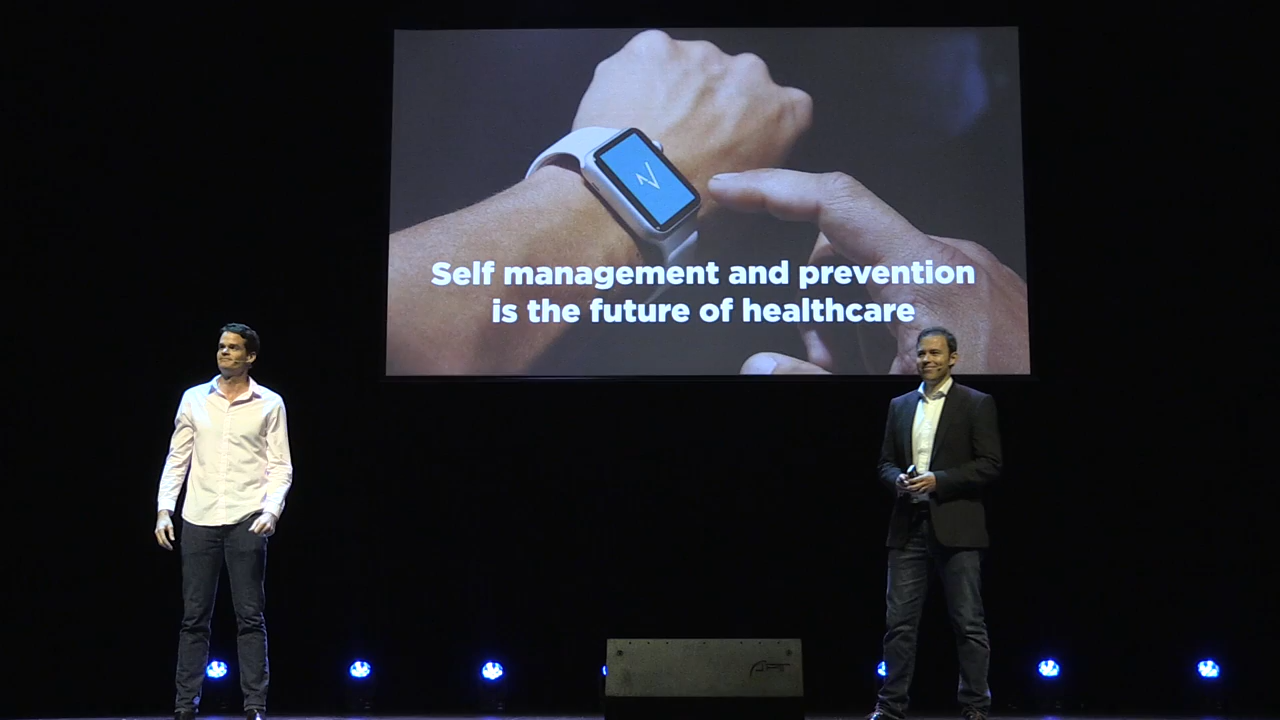 Self management and prevention
is the future of healthcare